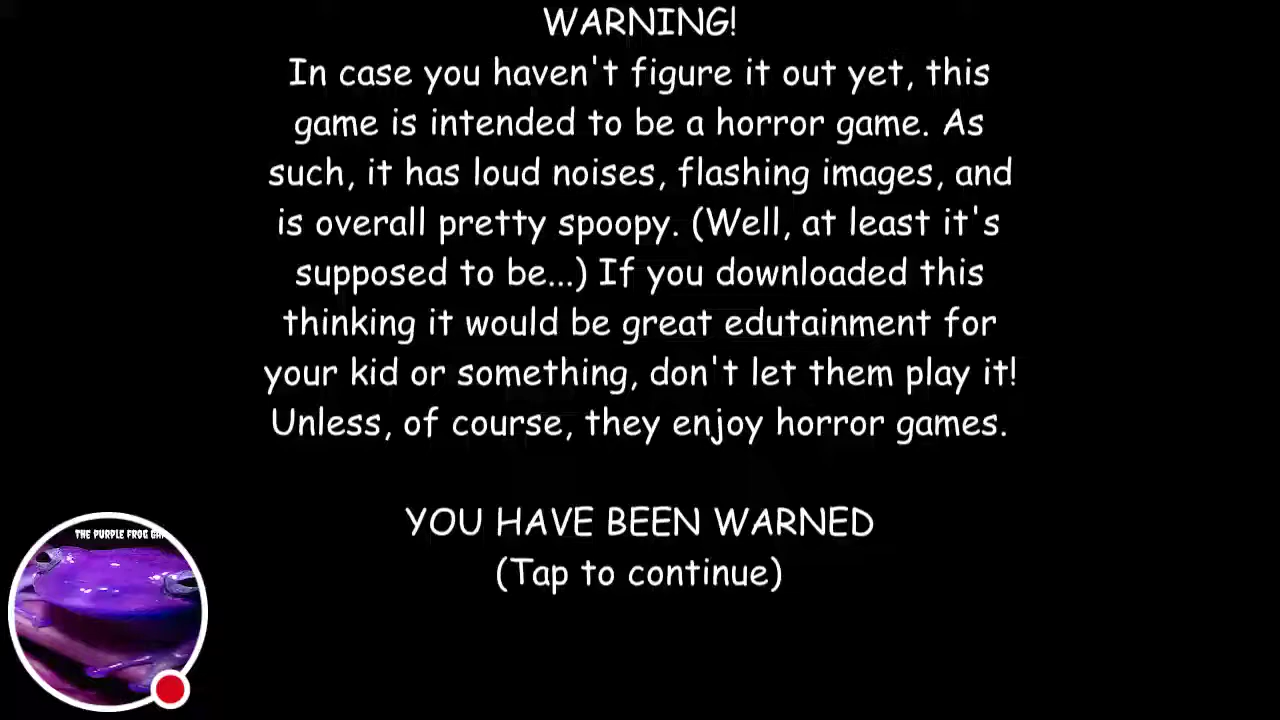 WARNING!
In case you haven't figure it out yet, this
game is intended to be a horror game. As
such, it has loud noises, flashing images, and
is overall pretty spoopy. (Well, at least it's
supposed to be...) If you downloaded this
thinking it would be great edutainment for
your kid or something, don't let them play it!
Unless, of course, they enjoy horror games.
YOU HAVE BEEN WARNED
(Tap to continue)
THE PURPLE FROG